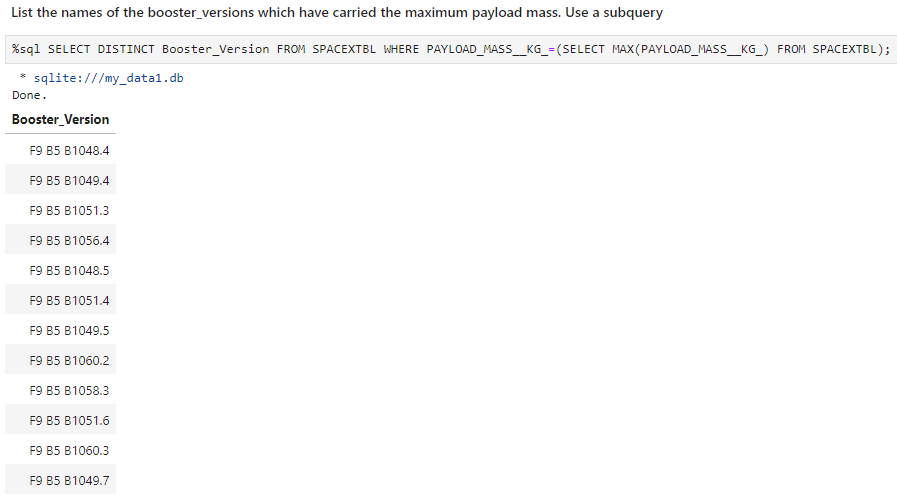 List the names of the booster_versions which have carried the maximum payload mass. Use a subquery
%sql SELECT DISTINCT Booster_Version FROM SPACEXTBL WHERE PAYLOAD_MASS__KG_=(SELECT MAX(PAYLOAD_MASS__KG_) FROM SPACEXTBL);
* sqlite:///my_data1.db
Done.
Booster_Version
F9 B5 B1048.4
F9 B5 B1049.4
F9 B5 B1051.3
F9 B5 B1056.4
F9 B5 B1048.5
F9 B5 B1051.4
F9 B5 B1049.5
F9 B5 B1060.2
F9 B5 B1058.3
F9 B5 B1051.6
F9 B5 B1060.3
F9 B5 B1049.7